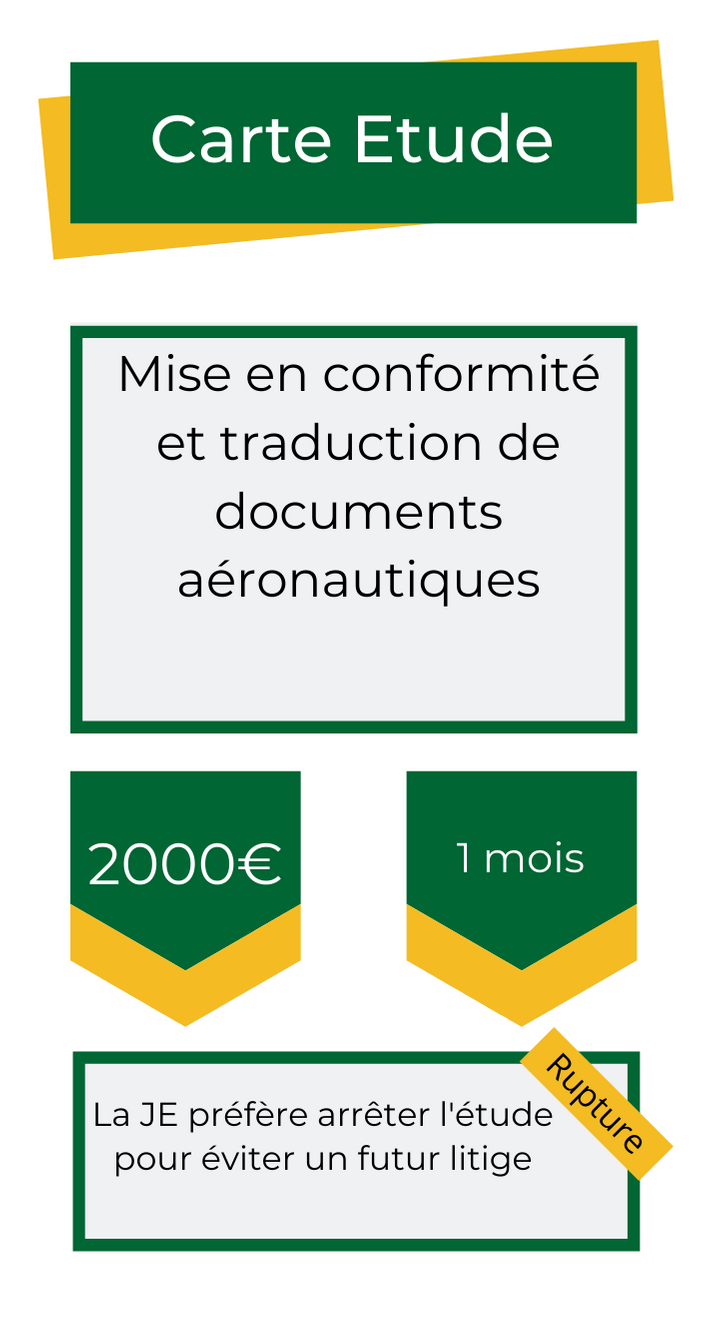 Carte Etude
Mise en conformité
et traduction de
documents
aéronautiques
2000€
1 mois
Rupture
La JE préfère arrêter l'étude
pour éviter un futur litige